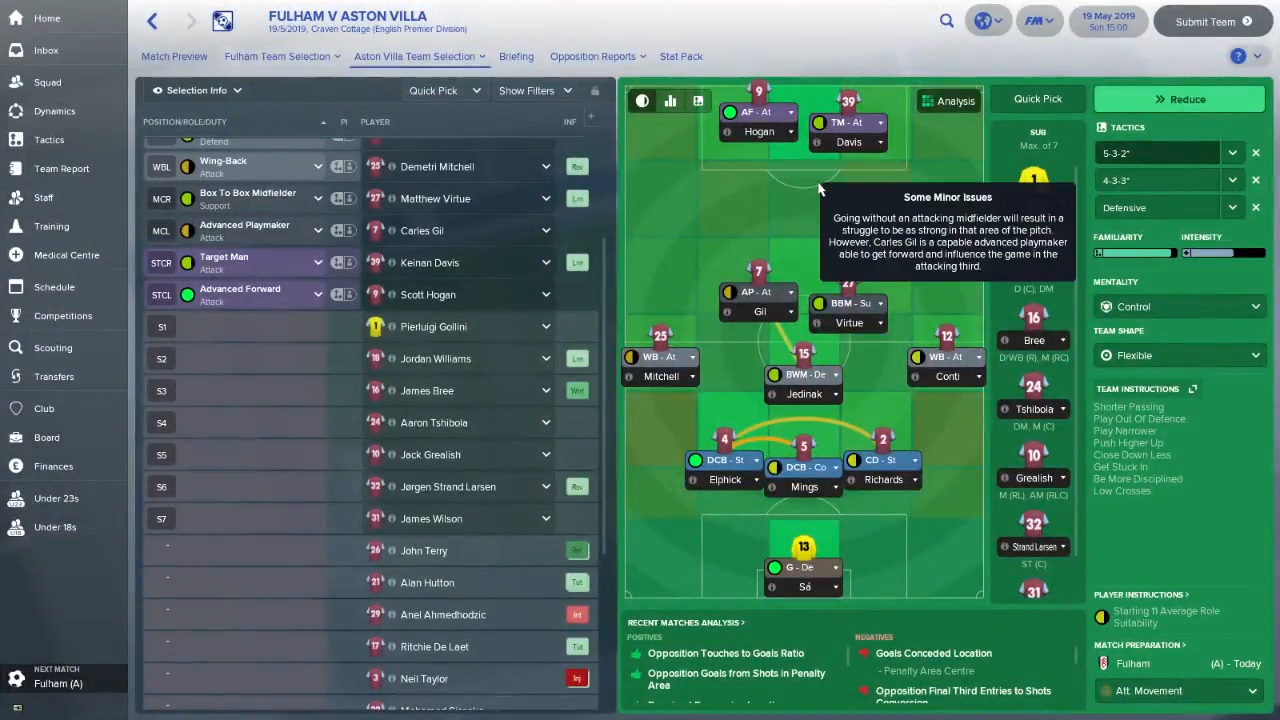 Home
Inbox
Squad
Dynamics
Tactics
Team Report
Staff
Training
Medical Centre
Schedule
Competitions
Scouting
Transfers
Club
Board
Finances
Under 23s
Under 18s
NEXT MATCH
Fulham (A)
FULHAM V ASTON VILLA
19/5/2019, Craven Cottage (English Premier Division)
FM
19 May 2019
Sun 15:00
Submit Team
Match Preview
Fulham Team Selection
Aston Villa Team Selection
Briefing
Opposition Reports
Stat Pack
?
Selection Info
Quick Pick
Show Filters
POSITION/ROLE/DUTY PI PLAYER INF
Defend
WBL Wing-Back Attack 25 Demetri Mitchell Rsv
MCR Box To Box Midfielder Support 27 Matthew Virtue Lrn
MCL Advanced Playmaker Attack 7 Carles Gil
STCR Target Man Attack 39 Keinan Davis Lrn
STCL Advanced Forward Attack 9 Scott Hogan
S1 1 Pierluigi Gollini
S2 18 Jordan Williams Lrn
S3 16 James Bree Wnt
S4 24 Aaron Tshibola
S5 10 Jack Grealish
S6 32 Jørgen Strand Larsen Rsv
S7 31 James Wilson
- 26 John Terry Ret
- 21 Alan Hutton Tut
- 29 Anel Ahmedhodzic Int
- 17 Ritchie De Laet Tut
- 3 Neil Taylor Inj
Analysis
9
AF - At
Hogan
39
TM - At
Davis
Some Minor Issues
Going without an attacking midfielder will result in a
struggle to be as strong in that area of the pitch.
However, Carles Gil is a capable advanced playmaker
able to get forward and influence the game in the
attacking third.
7
AP - At
Gil
BBM - Su
Virtue
25
WB - At
Mitchell
15
BWM - De
Jedinak
12
WB - At
Conti
4
DCB - St
Elphick
5
DCB - Co
Mings
2
CD - St
Richards
13
G - De
Sá
Quick Pick
SUB
Max. of 7
1
D (C), DM
16
Bree
D/WB (R), M (RC)
24
Tshibola
DM, M (C)
10
Grealish
M (RL), AM (RLC)
32
Strand Larsen
ST (C)
31
RECENT MATCHES ANALYSIS >
POSITIVES
Opposition Touches to Goals Ratio
Opposition Goals from Shots in Penalty
Area
NEGATIVES
Goals Conceded Location
- Penalty Area Centre
Opposition Final Third Entries to Shots
Conversion
Reduce
TACTICS
5-3-2*
4-3-3*
Defensive
FAMILIARITY
INTENSITY
MENTALITY
Control
TEAM SHAPE
Flexible
TEAM INSTRUCTIONS
Shorter Passing
Play Out Of Defence
Play Narrower
Push Higher Up
Close Down Less
Get Stuck In
Be More Disciplined
Low Crosses
PLAYER INSTRUCTIONS >
Starting 11 Average Role
Suitability
MATCH PREPARATION >
Fulham (A) - Today
Att. Movement